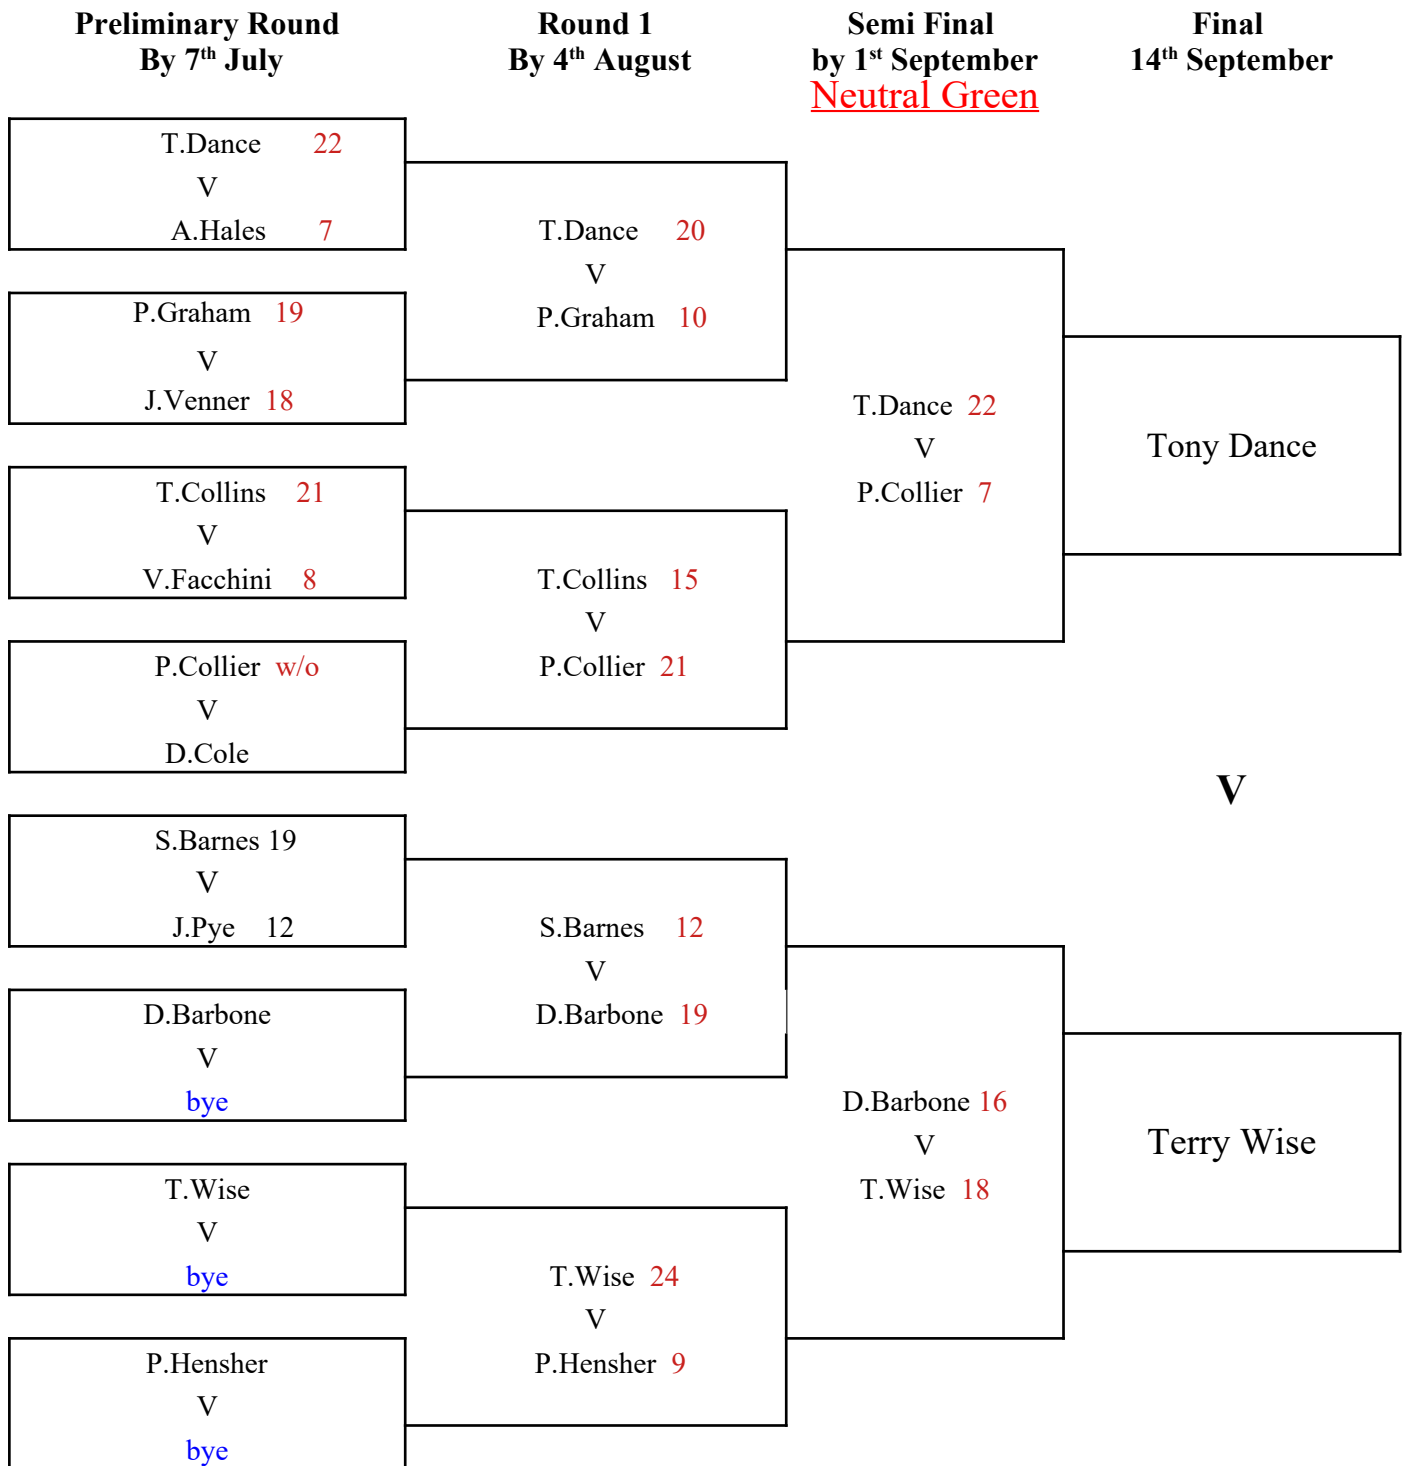 Preliminary Round
By 7th July
Round 1
By 4th August
Semi Final
by 1st September
Neutral Green
Final
14th September
T.Dance 22
V
A.Hales 7
P.Graham 19
V
J.Venner 18
T.Collins 21
V
V.Facchini 8
P.Collier w/o
V
D.Cole
S.Barnes 19
V
J.Pye 12
D.Barbone
V
bye
T.Wise
V
bye
P.Hensher
V
bye
T.Dance 20
V
P.Graham 10
T.Collins 15
V
P.Collier 21
S.Barnes 12
V
D.Barbone 19
T.Wise 24
V
P.Hensher 9
T.Dance 22
V
P.Collier 7
D.Barbone 16
V
T.Wise 18
Tony Dance
V
Terry Wise